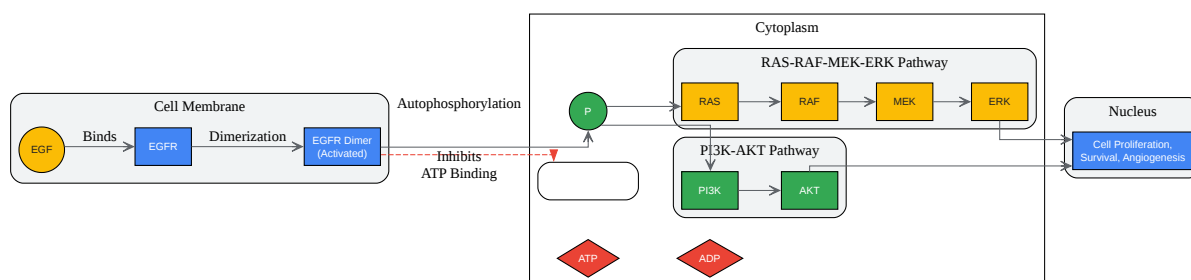 Cytoplasm
RAS-RAF-MEK-ERK Pathway
Cell Membrane
Autophosphorylation
P
RAS
RAF
MEK
ERK
Nucleus
EGF
Binds
EGFR
Dimerization
EGFR Dimer
(Activated)
Inhibits
ATP Binding
PI3K-AKT Pathway
Cell Proliferation,
Survival, Angiogenesis
PI3K
AKT
ATP
ADP